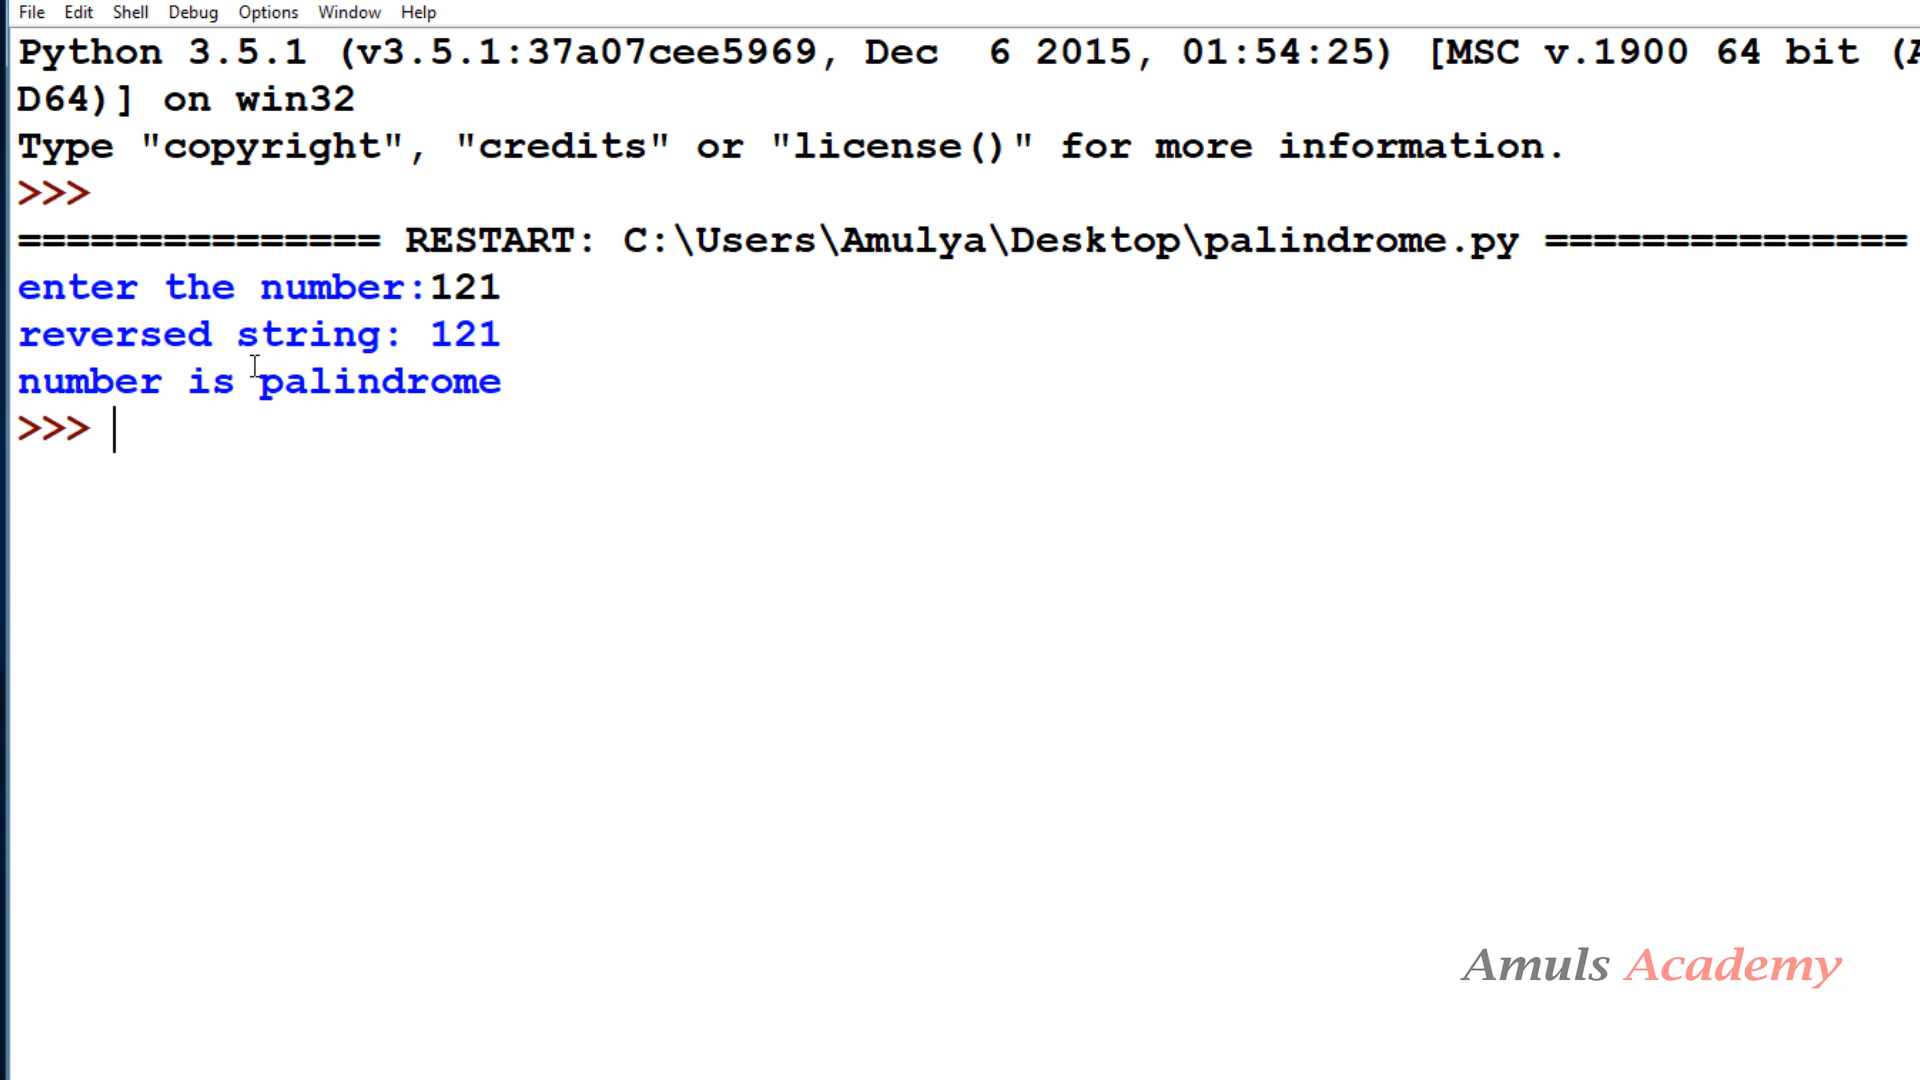 File Edit Shell Debug Options Window Help
Python 3.5.1 (v3.5.1:37a07cee5969, Dec  6 2015, 01:54:25) [MSC v.1900 64 bit (A
D64)] on win32
Type "copyright", "credits" or "license()" for more information.
>>>
=============== RESTART: C:\Users\Amulya\Desktop\palindrome.py ===============
enter the number:121
reversed string: 121
number is palindrome
>>>
Amuls Academy